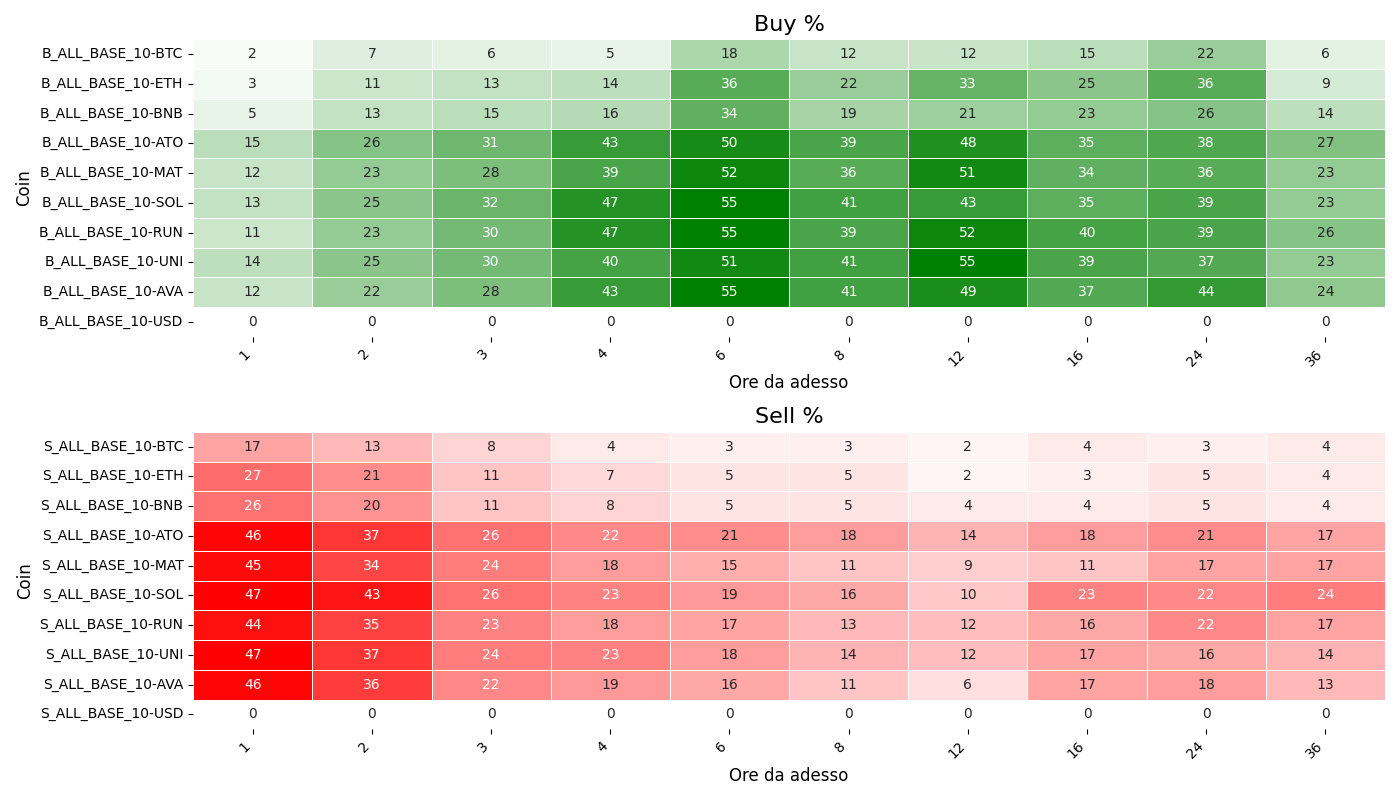 Buy %
Coin
B_ALL_BASE_10-BTC 2 7 6 5 18 12 12 15 22 6
B_ALL_BASE_10-ETH 3 11 13 14 36 22 33 25 36 9
B_ALL_BASE_10-BNB 5 13 15 16 34 19 21 23 26 14
B_ALL_BASE_10-ATO 15 26 31 43 50 39 48 35 38 27
B_ALL_BASE_10-MAT 12 23 28 39 52 36 51 34 36 23
B_ALL_BASE_10-SOL 13 25 32 47 55 41 43 35 39 23
B_ALL_BASE_10-RUN 11 23 30 47 55 39 52 40 39 26
B_ALL_BASE_10-UNI 14 25 30 40 51 41 55 39 37 23
B_ALL_BASE_10-AVA 12 22 28 43 55 41 49 37 44 24
B_ALL_BASE_10-USD 0 0 0 0 0 0 0 0 0 0
1 2 3 4 6 8 12 16 24 36
Ore da adesso
Sell %
Coin
S_ALL_BASE_10-BTC 17 13 8 4 3 3 2 4 3 4
S_ALL_BASE_10-ETH 27 21 11 7 5 5 2 3 5 4
S_ALL_BASE_10-BNB 26 20 11 8 5 5 4 4 5 4
S_ALL_BASE_10-ATO 46 37 26 22 21 18 14 18 21 17
S_ALL_BASE_10-MAT 45 34 24 18 15 11 9 11 17 17
S_ALL_BASE_10-SOL 47 43 26 23 19 16 10 23 22 24
S_ALL_BASE_10-RUN 44 35 23 18 17 13 12 16 22 17
S_ALL_BASE_10-UNI 47 37 24 23 18 14 12 17 16 14
S_ALL_BASE_10-AVA 46 36 22 19 16 11 6 17 18 13
S_ALL_BASE_10-USD 0 0 0 0 0 0 0 0 0 0
1 2 3 4 6 8 12 16 24 36
Ore da adesso